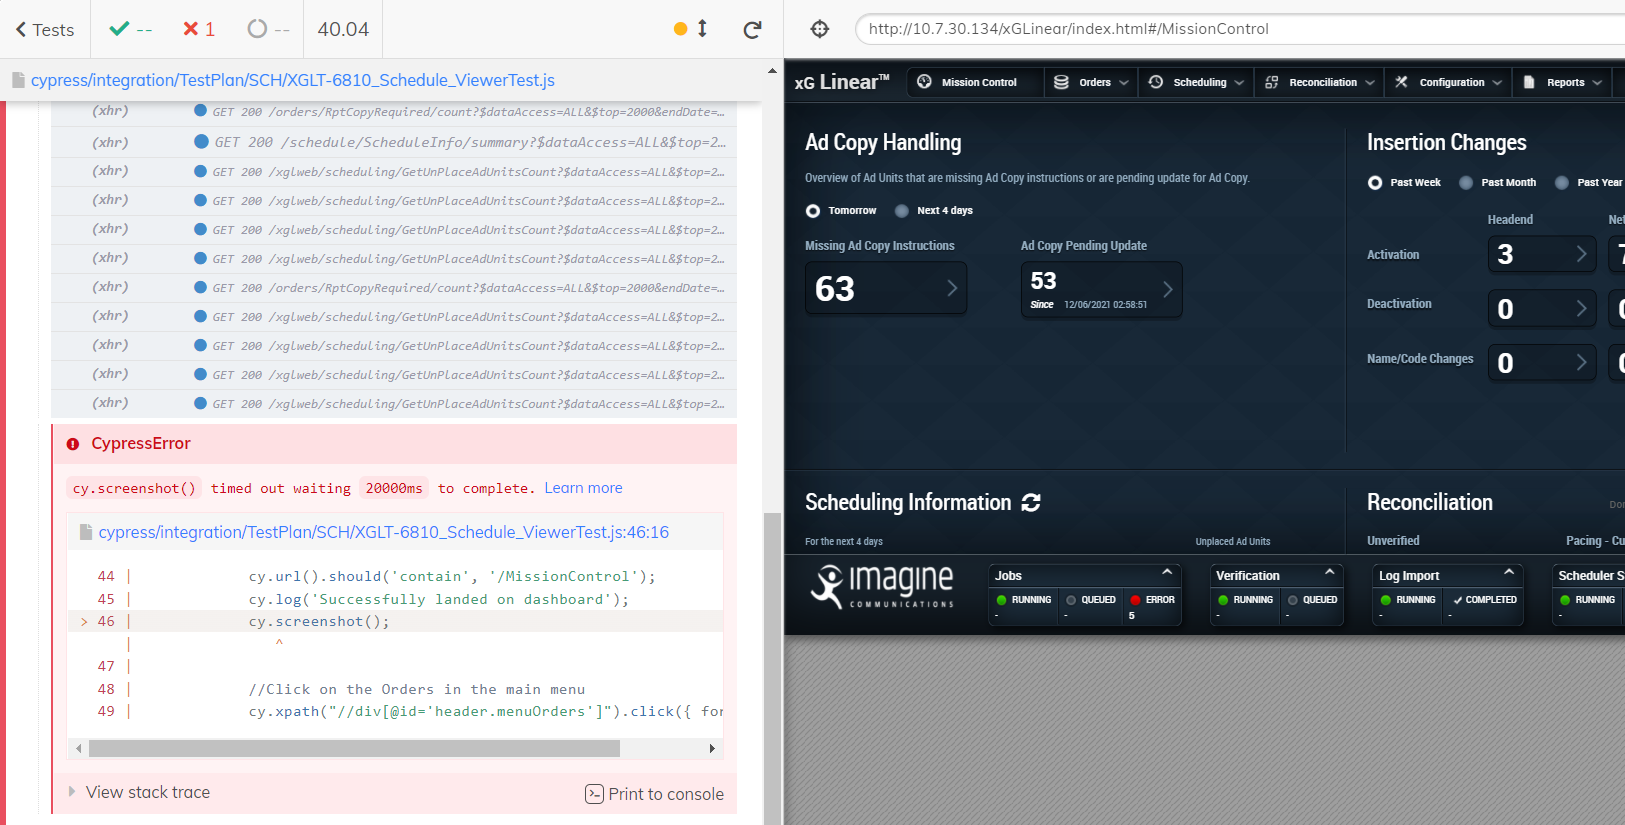 Tests
--
1
--
40.04
cypress/integration/TestPlan/SCH/XGLT-6810_Schedule_ViewerTest.js
(xhr) GET 200 /orders/RptCopyRequired/count?$dataAccess=ALL&$top=2000&endDate=…
(xhr) GET 200 /schedule/ScheduleInfo/summary?$dataAccess=ALL&$top=2…
(xhr) GET 200 /xglweb/scheduling/GetUnPlaceAdUnitsCount?$dataAccess=ALL&$top=2…
(xhr) GET 200 /xglweb/scheduling/GetUnPlaceAdUnitsCount?$dataAccess=ALL&$top=2…
(xhr) GET 200 /xglweb/scheduling/GetUnPlaceAdUnitsCount?$dataAccess=ALL&$top=2…
(xhr) GET 200 /xglweb/scheduling/GetUnPlaceAdUnitsCount?$dataAccess=ALL&$top=2…
(xhr) GET 200 /orders/RptCopyRequired/count?$dataAccess=ALL&$top=2000&endDate=…
(xhr) GET 200 /xglweb/scheduling/GetUnPlaceAdUnitsCount?$dataAccess=ALL&$top=2…
(xhr) GET 200 /xglweb/scheduling/GetUnPlaceAdUnitsCount?$dataAccess=ALL&$top=2…
(xhr) GET 200 /xglweb/scheduling/GetUnPlaceAdUnitsCount?$dataAccess=ALL&$top=2…
(xhr) GET 200 /xglweb/scheduling/GetUnPlaceAdUnitsCount?$dataAccess=ALL&$top=2…
CypressError
cy.screenshot() timed out waiting 20000ms to complete. Learn more
cypress/integration/TestPlan/SCH/XGLT-6810_Schedule_ViewerTest.js:46:16
44 | cy.url().should('contain', '/MissionControl');
45 | cy.log('Successfully landed on dashboard');
> 46 | cy.screenshot();
| ^
47 |
48 | //Click on the Orders in the main menu
49 | cy.xpath("//div[@id='header.menuOrders']").click({ for
View stack trace
Print to console
http://10.7.30.134/xGLinear/index.html#/MissionControl
xG Linear™
Mission Control
Orders
Scheduling
Reconciliation
Configuration
Reports
Ad Copy Handling
Overview of Ad Units that are missing Ad Copy instructions or are pending update for Ad Copy.
Tomorrow
Next 4 days
Missing Ad Copy Instructions
63
Ad Copy Pending Update
53
Since 12/06/2021 02:58:51
Insertion Changes
Past Week
Past Month
Past Year
Headend
Net
Activation
3
7
Deactivation
0
0
Name/Code Changes
0
0
Scheduling Information
For the next 4 days
Unplaced Ad Units
Reconciliation
Don
Unverified
Pacing - Cu
imagine
COMMUNICATIONS
Jobs
RUNNING
-
QUEUED
-
ERROR
5
Verification
RUNNING
-
QUEUED
-
Log Import
RUNNING
-
COMPLETED
-
Scheduler S
RUNNING
-